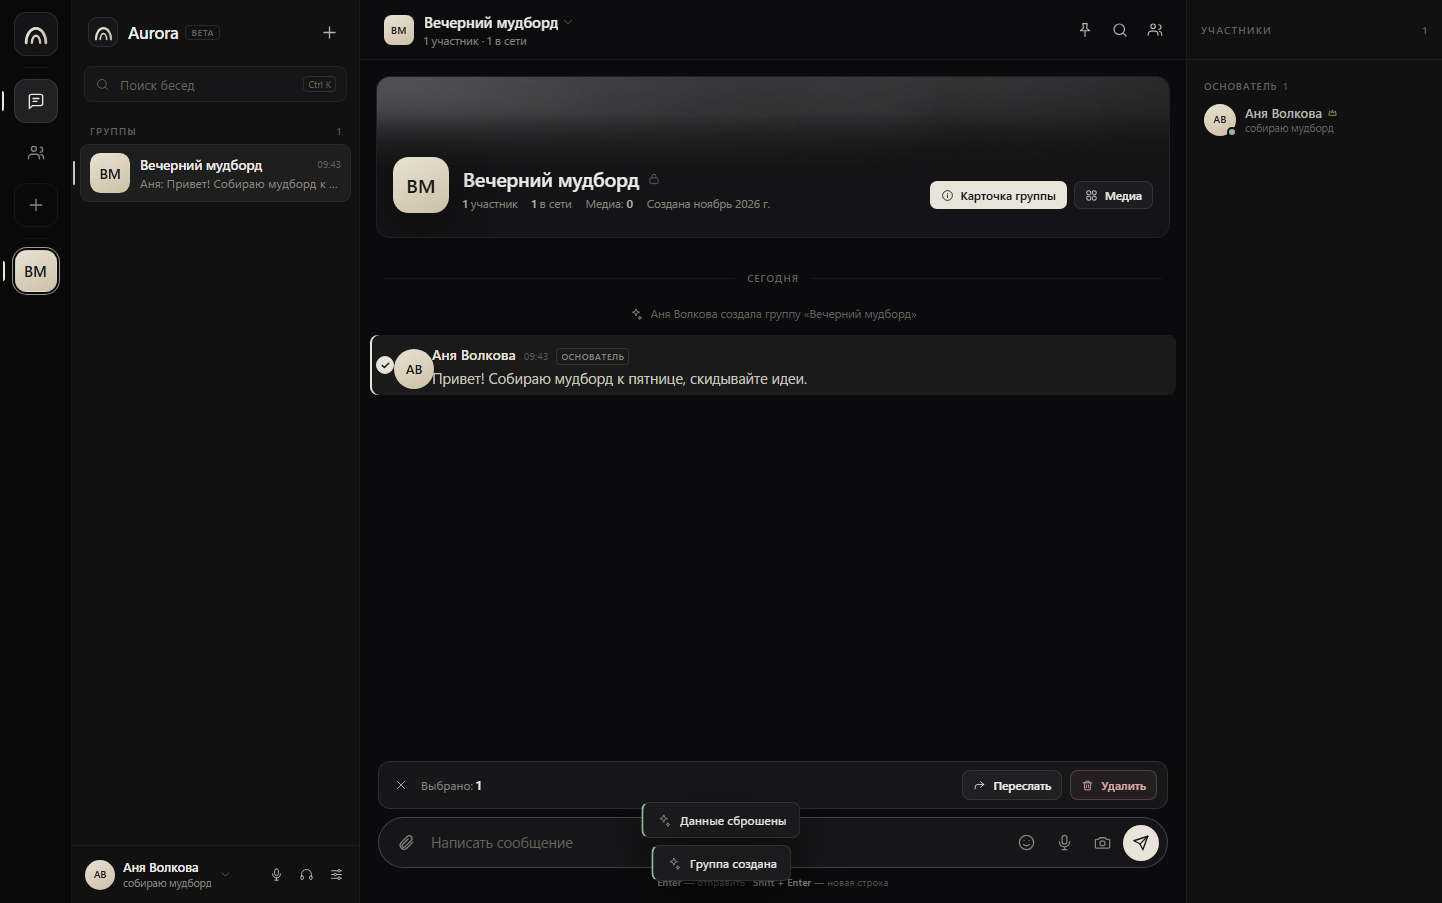 Aurora BETA
Поиск бесед Ctrl K
ГРУППЫ 1
ВМ Вечерний мудборд 09:43
Аня: Привет! Собираю мудборд к ...
ВМ
АВ Аня Волкова
собираю мудборд
ВМ Вечерний мудборд
1 участник · 1 в сети
ВМ Вечерний мудборд
1 участник 1 в сети Медиа: 0 Создана ноябрь 2026 г.
Карточка группы Медиа
СЕГОДНЯ
Аня Волкова создала группу «Вечерний мудборд»
АВ Аня Волкова 09:43 ОСНОВАТЕЛЬ
Привет! Собираю мудборд к пятнице, скидывайте идеи.
Выбрано: 1 Переслать Удалить
Данные сброшены
Написать сообщение
Группа создана
Enter — отправить · Shift + Enter — новая строка
УЧАСТНИКИ 1
ОСНОВАТЕЛЬ 1
АВ Аня Волкова
собираю мудборд